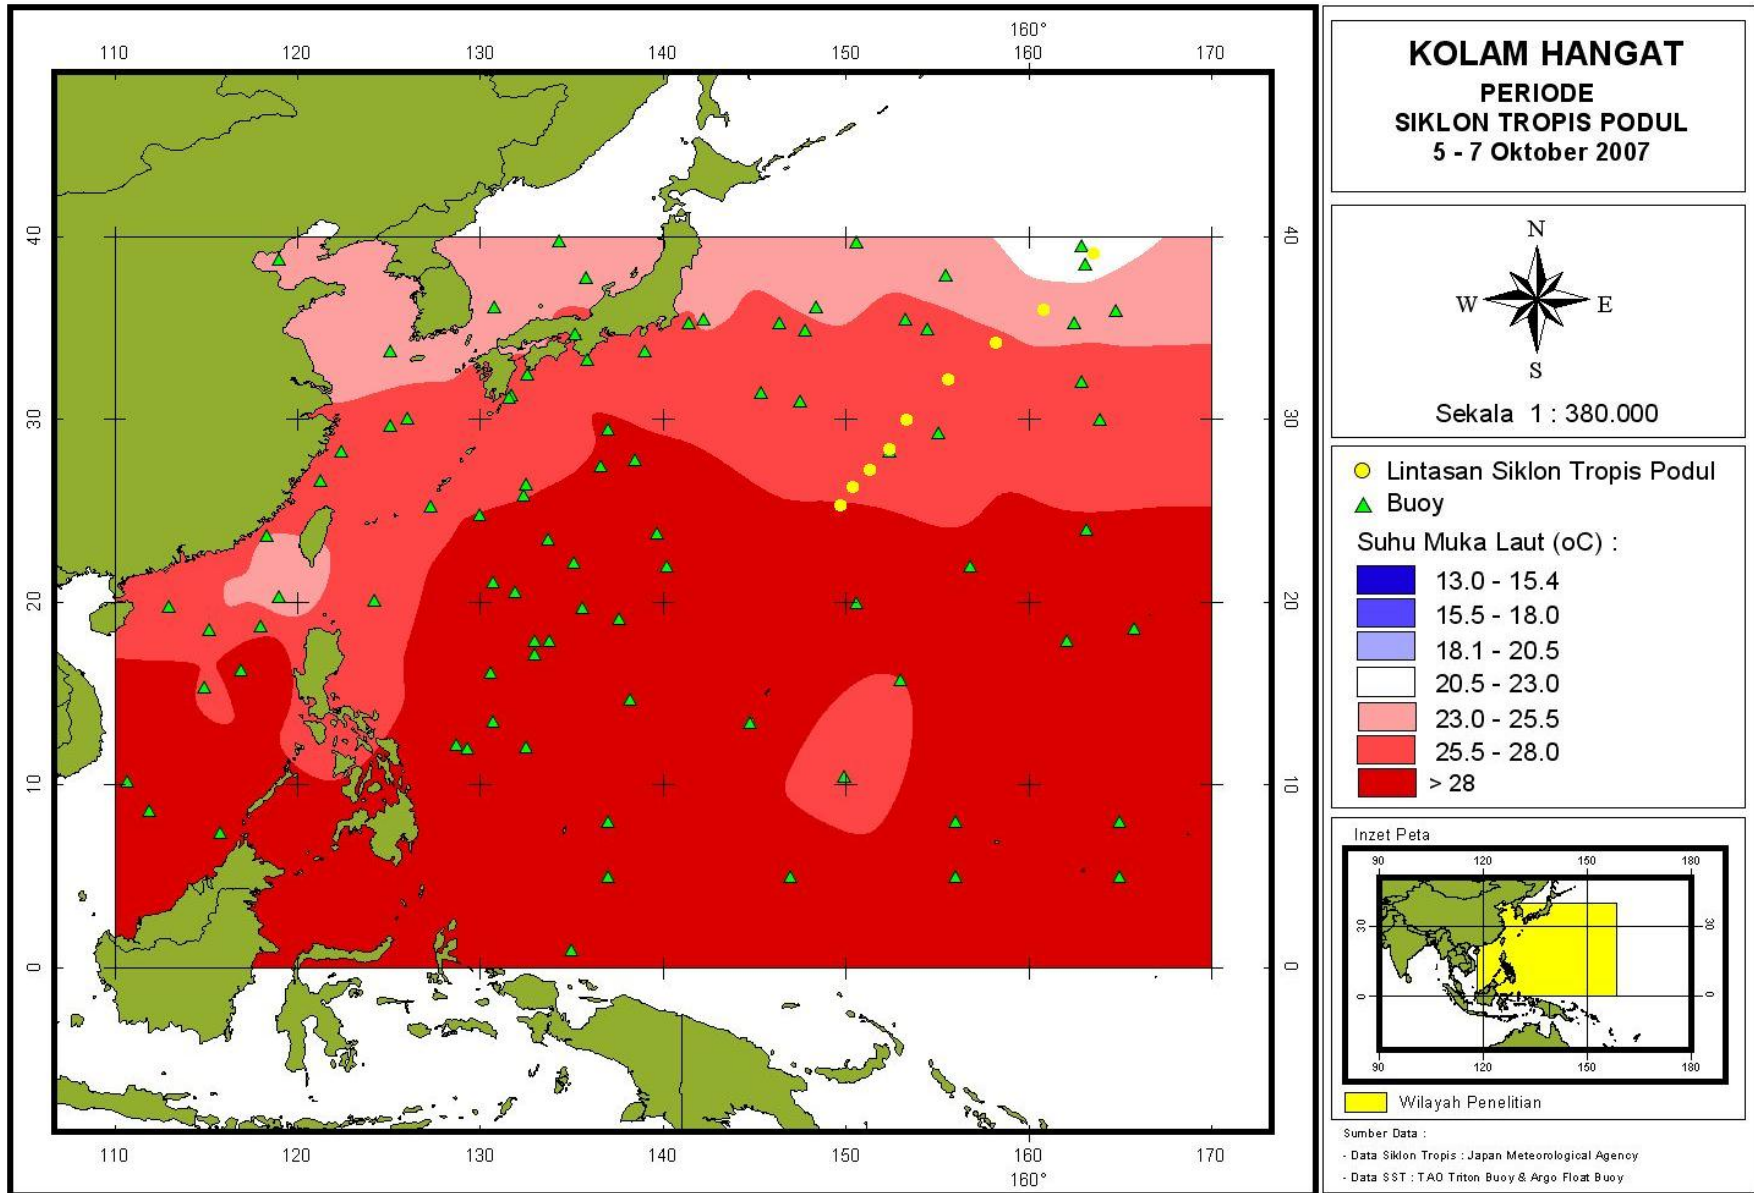 160°
110 120 130 140 150 160 170
40 40
30 30
20 20
10 10
0 0
110 120 130 140 150 160 170
160°
KOLAM HANGAT
PERIODE
SIKLON TROPIS PODUL
5 - 7 Oktober 2007
N
W E
S
Sekala 1 : 380.000
Lintasan Siklon Tropis Podul
Buoy
Suhu Muka Laut (oC) :
13.0 - 15.4
15.5 - 18.0
18.1 - 20.5
20.5 - 23.0
23.0 - 25.5
25.5 - 28.0
> 28
Inzet Peta
90 120 150 180
30 30
0 0
90 120 150 180
Wilayah Penelitian
Sumber Data :
- Data Siklon Tropis : Japan Meteorological Agency
- Data SST : TAO Triton Buoy & Argo Float Buoy